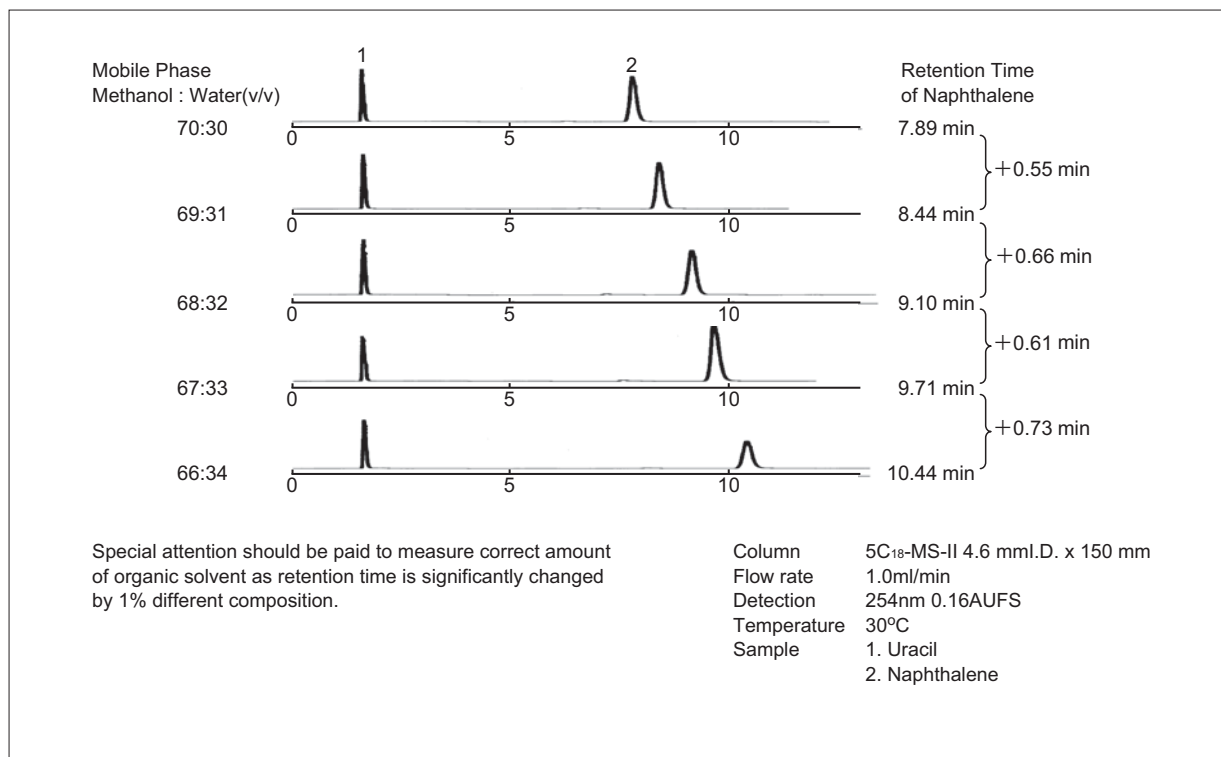 1
2
Mobile Phase
Methanol : Water(v/v)
Retention Time
of Naphthalene
70:30
0
5
10
7.89 min
+0.55 min
69:31
0
5
10
8.44 min
+0.66 min
68:32
0
5
10
9.10 min
+0.61 min
67:33
0
5
10
9.71 min
+0.73 min
66:34
0
5
10
10.44 min
Special attention should be paid to measure correct amount
of organic solvent as retention time is significantly changed
by 1% different composition.
Column 5C₁₈-MS-II 4.6 mmI.D. x 150 mm
Flow rate 1.0ml/min
Detection 254nm 0.16AUFS
Temperature 30°C
Sample 1. Uracil
2. Naphthalene